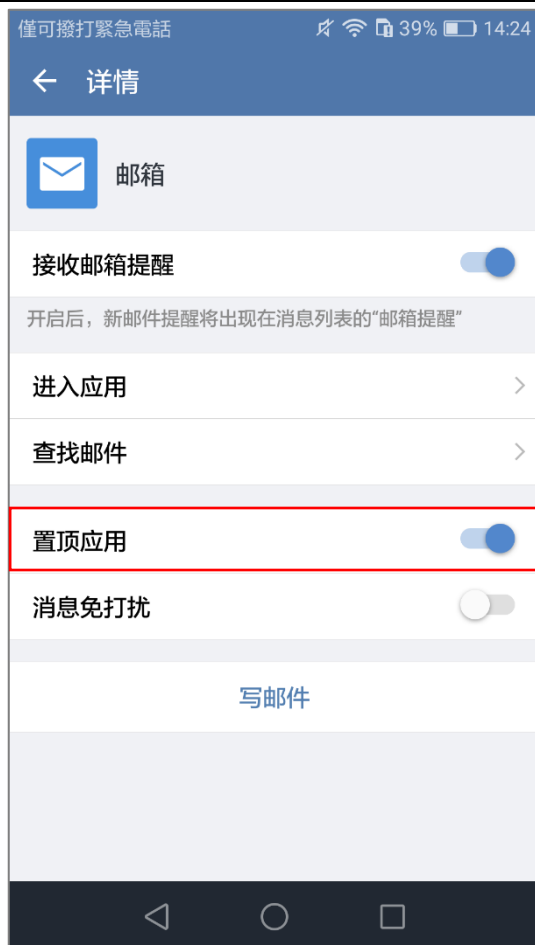 僅可撥打緊急電話 39% 14:24
详情
邮箱
接收邮箱提醒
开启后，新邮件提醒将出现在消息列表的“邮箱提醒”
进入应用
查找邮件
置顶应用
消息免打扰
写邮件